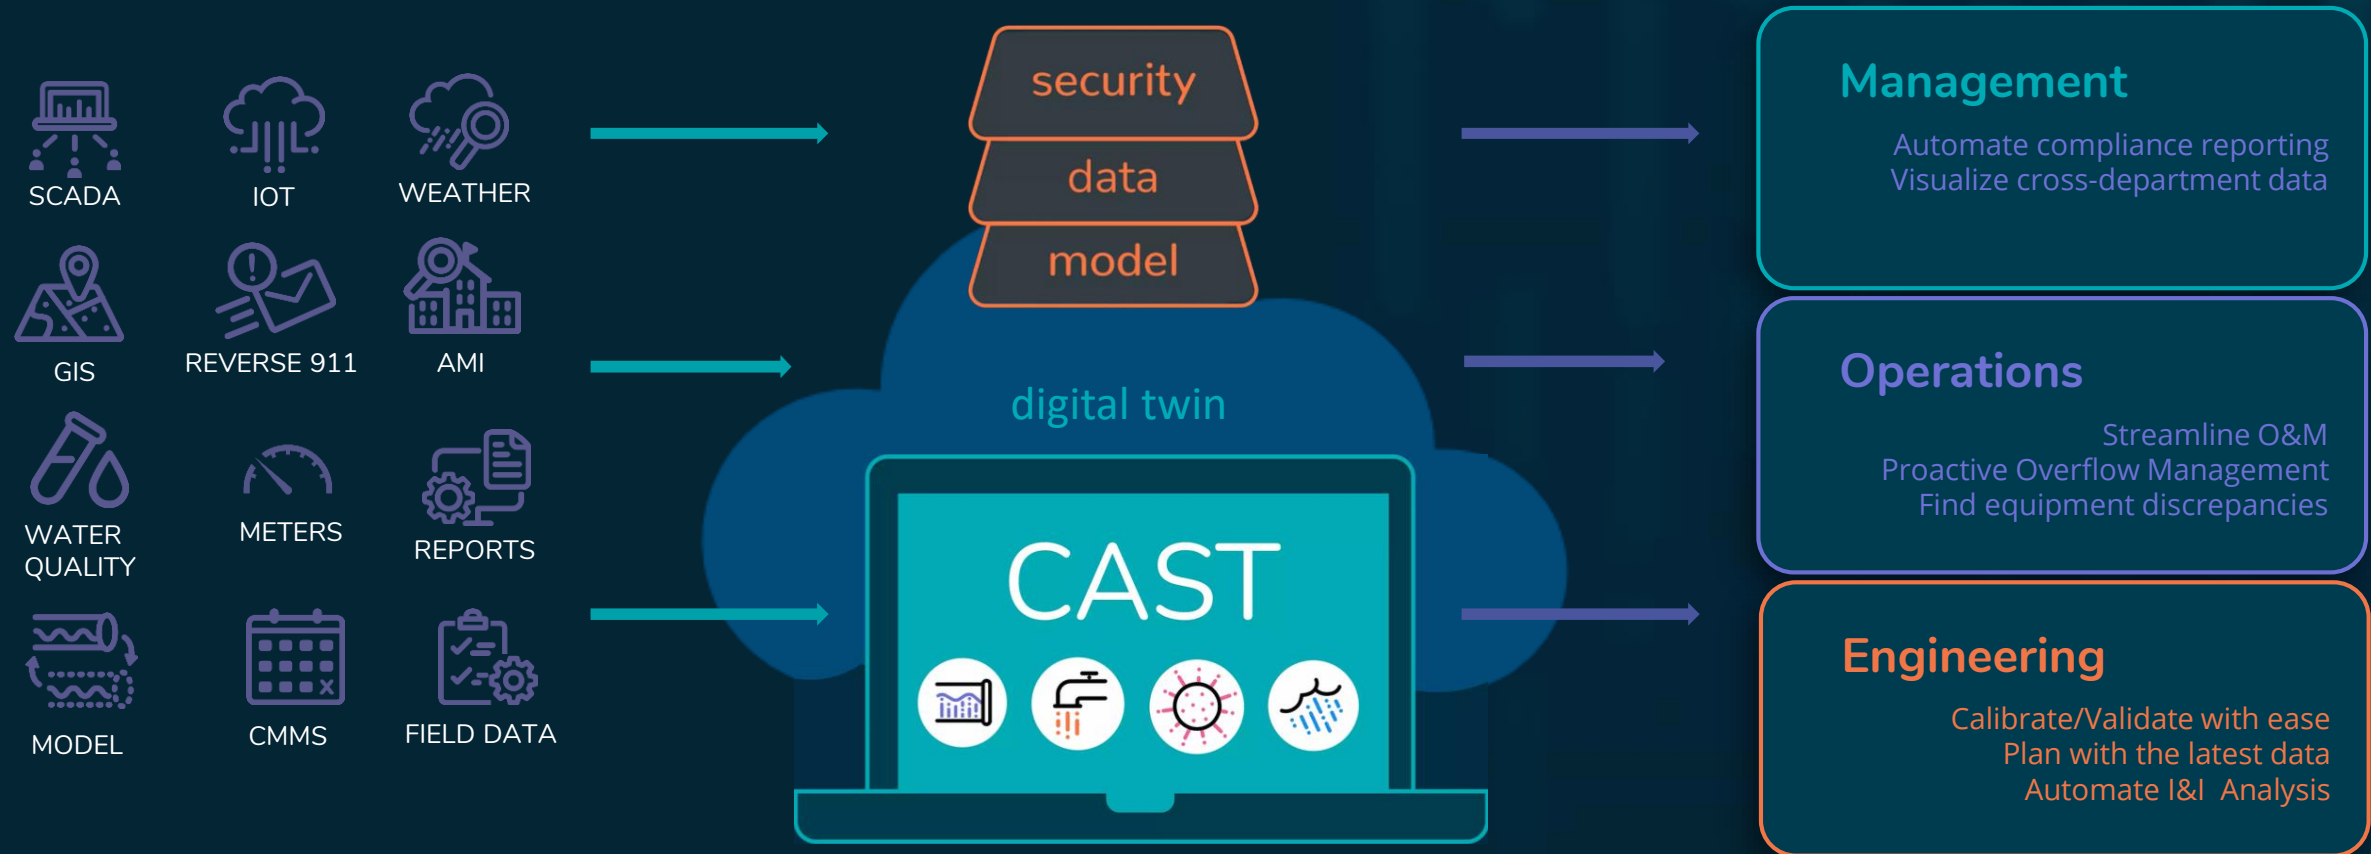 SCADA
IOT
WEATHER
GIS
REVERSE 911
AMI
WATER
QUALITY
METERS
REPORTS
MODEL
CMMS
FIELD DATA
security
data
model
digital twin
CAST
Management
Automate compliance reporting
Visualize cross-department data
Operations
Streamline O&M
Proactive Overflow Management
Find equipment discrepancies
Engineering
Calibrate/Validate with ease
Plan with the latest data
Automate I&I Analysis